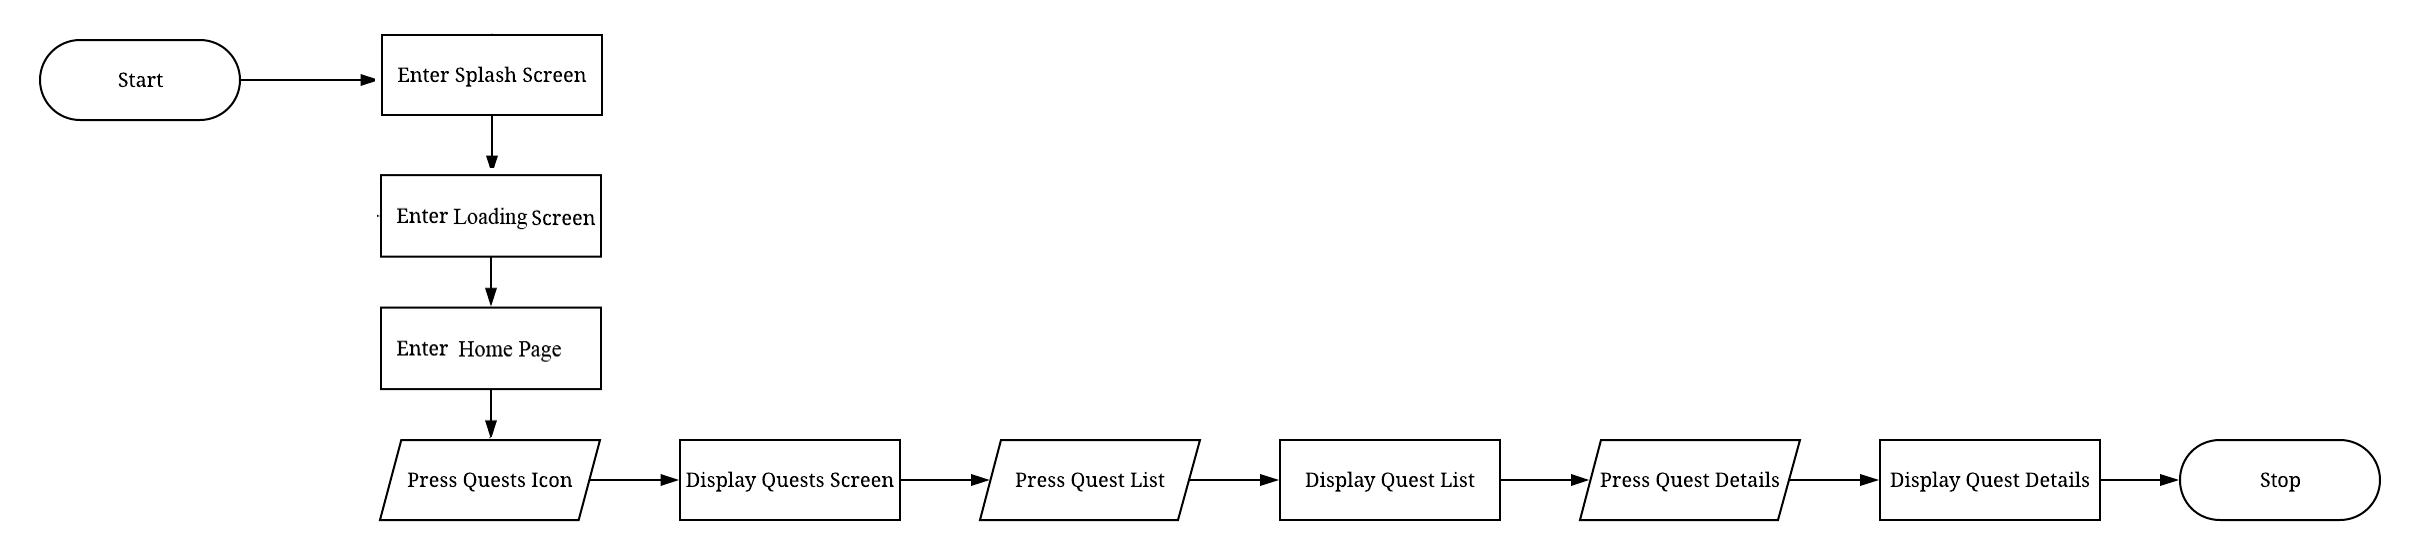 Start
Enter Splash Screen
Enter Loading Screen
Enter Home Page
Press Quests Icon
Display Quests Screen
Press Quest List
Display Quest List
Press Quest Details
Display Quest Details
Stop